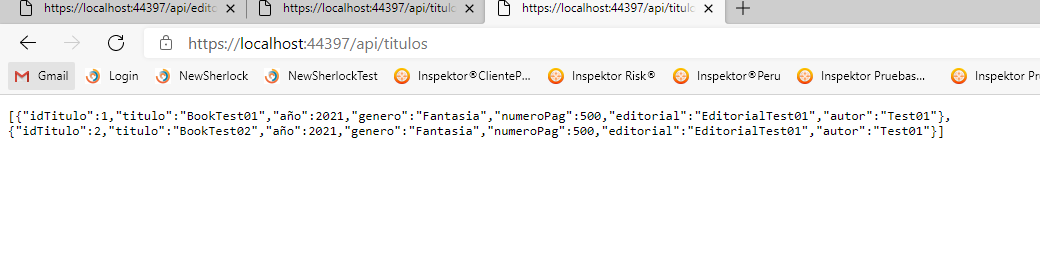 https://localhost:44397/api/edito
https://localhost:44397/api/titulo
https://localhost:44397/api/titulo
https://localhost:44397/api/titulos
Gmail Login NewSherlock NewSherlockTest Inspektor®ClienteP... Inspektor Risk® Inspektor®Peru Inspektor Pruebas... Inspektor Pr
[{"idTitulo":1,"titulo":"BookTest01","año":2021,"genero":"Fantasia","numeroPag":500,"editorial":"EditorialTest01","autor":"Test01"},
{"idTitulo":2,"titulo":"BookTest02","año":2021,"genero":"Fantasia","numeroPag":500,"editorial":"EditorialTest01","autor":"Test01"}]